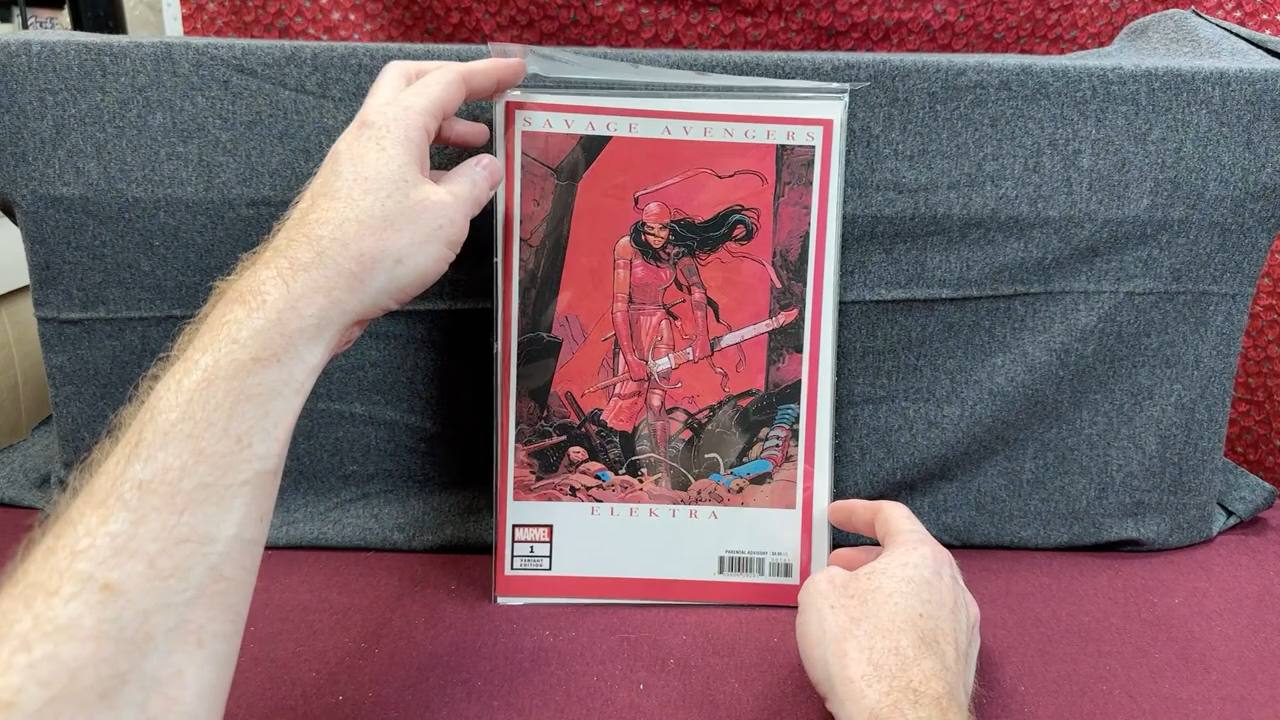 SAVAGE AVENGERS
ELEKTRA
MARVEL
1
VARIANT
EDITION
PARENTAL ADVISORY